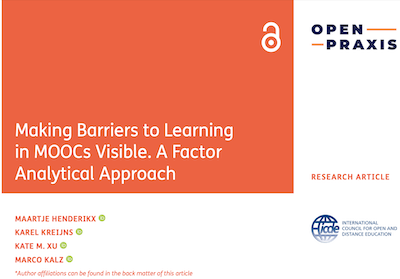 OPEN
PRAXIS
Making Barriers to Learning
in MOOCs Visible. A Factor
Analytical Approach
RESEARCH ARTICLE
MAARTJE HENDERIKX
KAREL KREIJNS
KATE M. XU
MARCO KALZ
*Author affiliations can be found in the back matter of this article
icde
INTERNATIONAL
COUNCIL FOR OPEN AND
DISTANCE EDUCATION